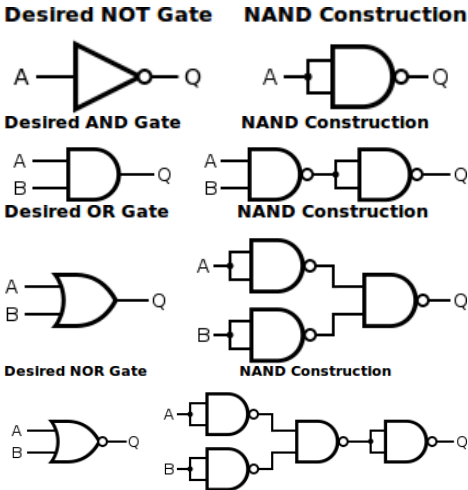 Desired NOT Gate NAND Construction
A Q A Q
Desired AND Gate NAND Construction
A A
Q Q
B B
Desired OR Gate NAND Construction
A
A
Q Q
B
B
Desired NOR Gate NAND Construction
A
A
Q Q
B
B